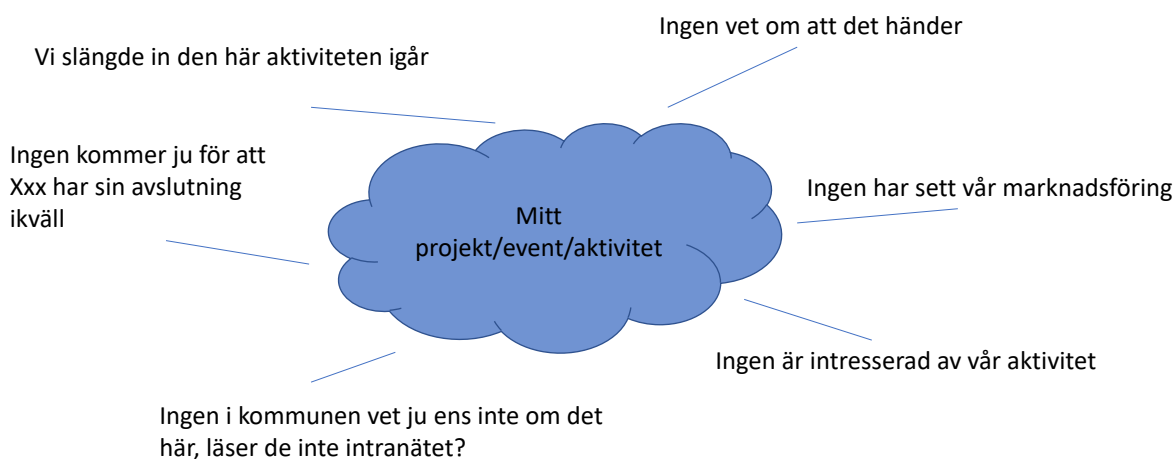 Ingen vet om att det händer
Vi slängde in den här aktiviteten igår
Ingen kommer ju för att
Xxx har sin avslutning
ikväll
Ingen har sett vår marknadsföring
Mitt
projekt/event/aktivitet
Ingen är intresserad av vår aktivitet
Ingen i kommunen vet ju ens inte om det
här, läser de inte intranätet?